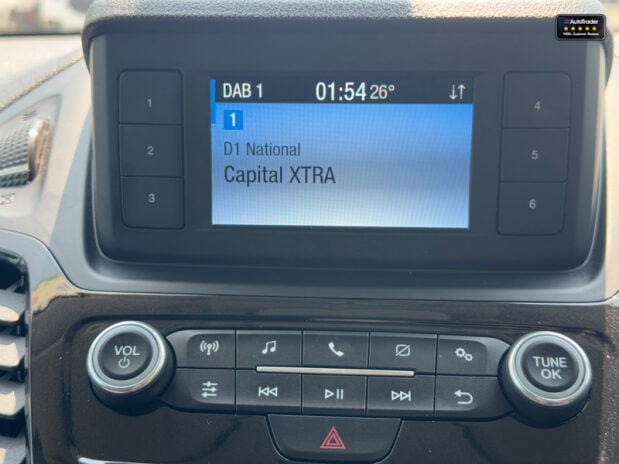 AutoTrader
DAB 1 01:54 26°
1
D1 National
Capital XTRA
1
2
3
4
5
6
VOL
TUNE
OK